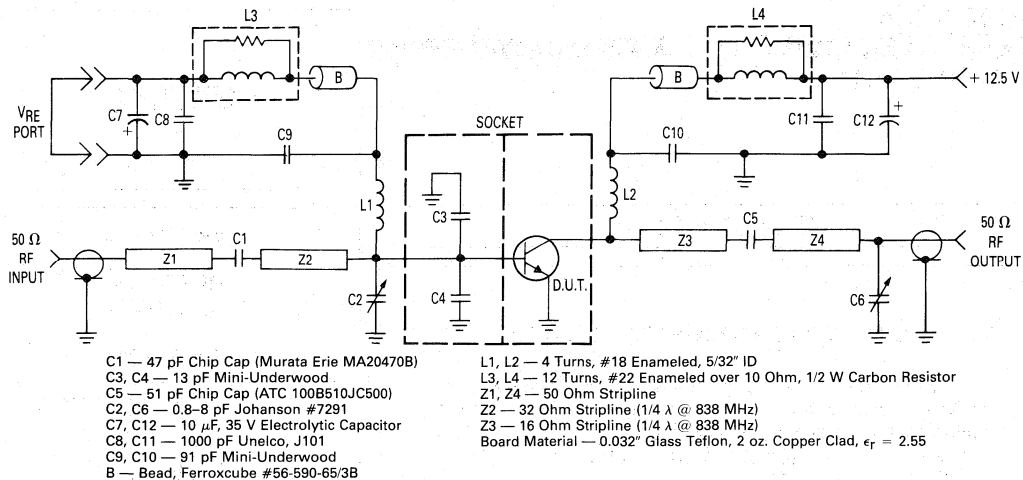 L3
L4
B
B
+ 12.5 V
VRE
PORT
C7
+
C8
C9
SOCKET
C10
C11
C12
+
L1
C3
L2
50 Ω
RF
INPUT
Z1
C1
Z2
Z3
C5
Z4
50 Ω
RF
OUTPUT
C2
C4
D.U.T.
C6
C1 — 47 pF Chip Cap (Murata Erie MA20470B)
C3, C4 — 13 pF Mini-Underwood
C5 — 51 pF Chip Cap (ATC 100B510JC500)
C2, C6 — 0.8–8 pF Johanson #7291
C7, C12 — 10 μF, 35 V Electrolytic Capacitor
C8, C11 — 1000 pF Unelco, J101
C9, C10 — 91 pF Mini-Underwood
B — Bead, Ferroxcube #56-590-65/3B
L1, L2 — 4 Turns, #18 Enameled, 5/32″ ID
L3, L4 — 12 Turns, #22 Enameled over 10 Ohm, 1/2 W Carbon Resistor
Z1, Z4 — 50 Ohm Stripline
Z2 — 32 Ohm Stripline (1/4 λ @ 838 MHz)
Z3 — 16 Ohm Stripline (1/4 λ @ 838 MHz)
Board Material — 0.032″ Glass Teflon, 2 oz. Copper Clad, εr = 2.55